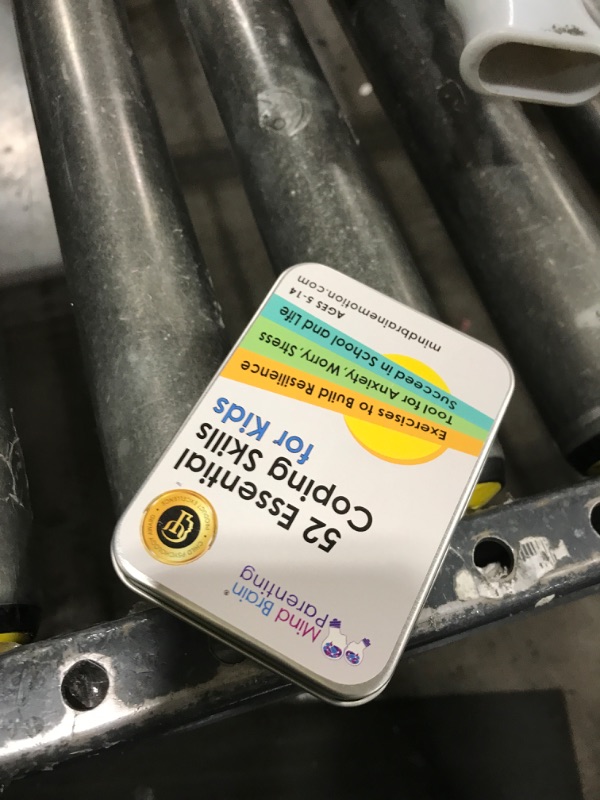 Mind Brain®
Parenting
52 Essential
Coping Skills
for Kids
Exercises to Build Resilience
Tool for Anxiety, Worry, Stress
Succeed in School and Life
AGES 5-14
mindbrainemotion.com